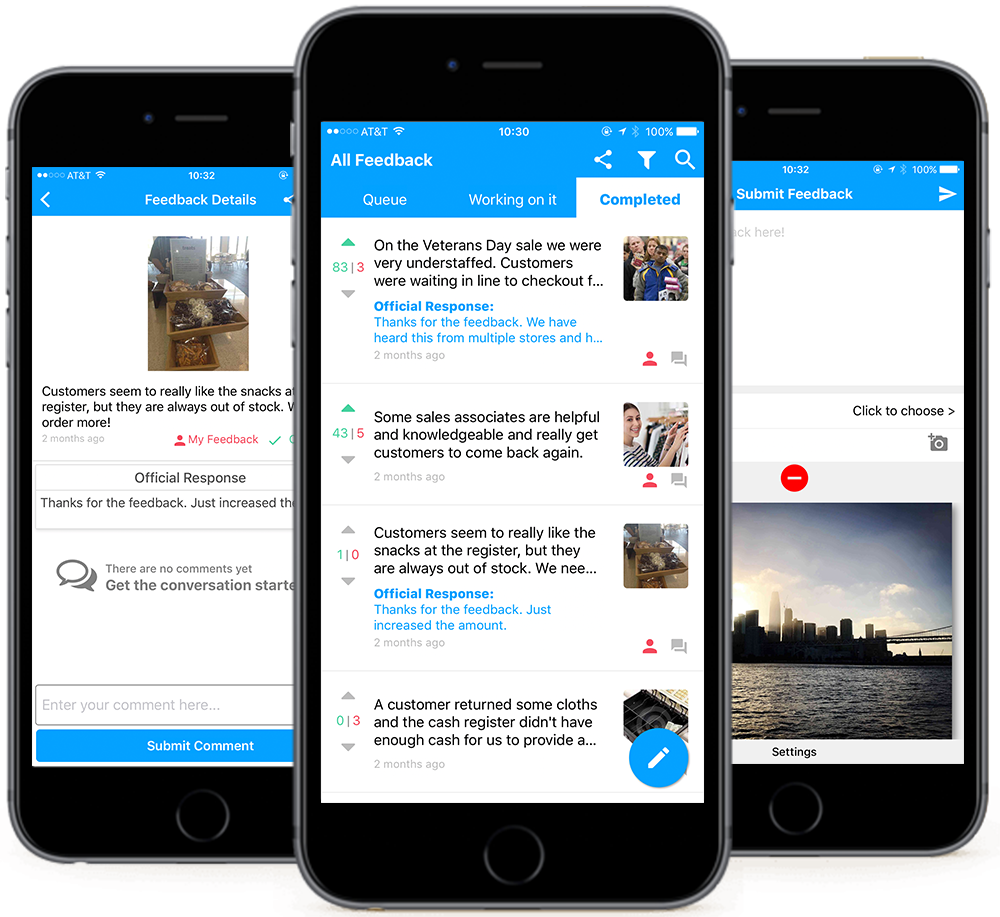 AT&T 10:32
Feedback Details
Customers seem to really like the snacks at
register, but they are always out of stock. W
order more!
2 months ago
My Feedback
Official Response
Thanks for the feedback. Just increased the
There are no comments yet
Get the conversation starte
Enter your comment here...
Submit Comment
AT&T 10:30 100%
All Feedback
Queue Working on it Completed
83|3
On the Veterans Day sale we were
very understaffed. Customers
were waiting in line to checkout f...
Official Response:
Thanks for the feedback. We have
heard this from multiple stores and h...
2 months ago
43|5
Some sales associates are helpful
and knowledgeable and really get
customers to come back again.
2 months ago
1|0
Customers seem to really like the
snacks at the register, but they
are always out of stock. We nee...
Official Response:
Thanks for the feedback. Just
increased the amount.
2 months ago
0|3
A customer returned some cloths
and the cash register didn't have
enough cash for us to provide a...
2 months ago
10:32 100%
Submit Feedback
ck here!
Click to choose >
Settings